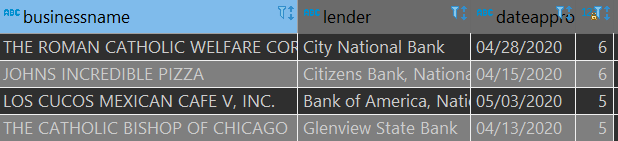 ABC businessname ABC lender ABC dateappro
THE ROMAN CATHOLIC WELFARE COR City National Bank 04/28/2020 6
JOHNS INCREDIBLE PIZZA Citizens Bank, Nationa 04/15/2020 6
LOS CUCOS MEXICAN CAFE V, INC. Bank of America, Nati 05/03/2020 5
THE CATHOLIC BISHOP OF CHICAGO Glenview State Bank 04/13/2020 5